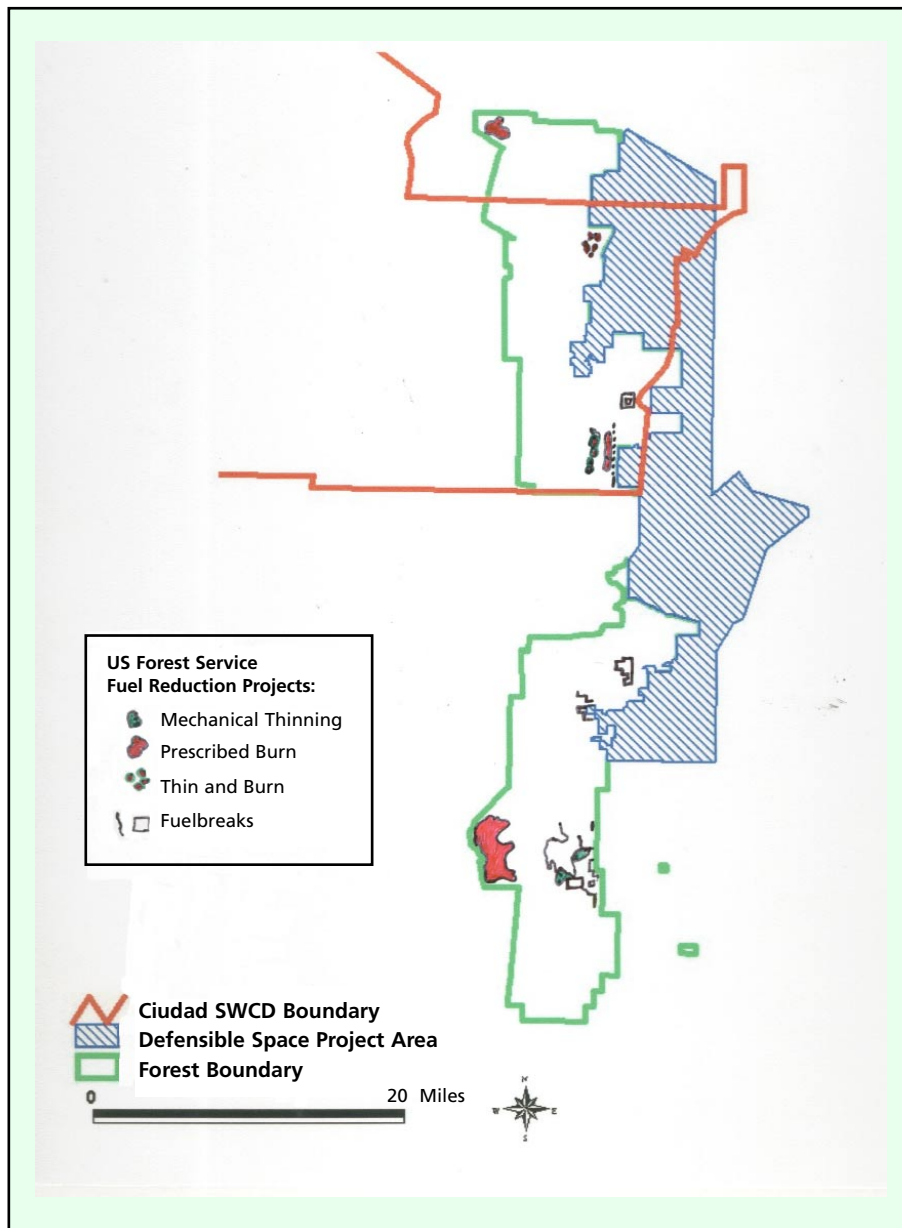 US Forest Service
Fuel Reduction Projects:
Mechanical Thinning
Prescribed Burn
Thin and Burn
Fuelbreaks
Ciudad SWCD Boundary
Defensible Space Project Area
Forest Boundary
0
20 Miles
N
W
E
S